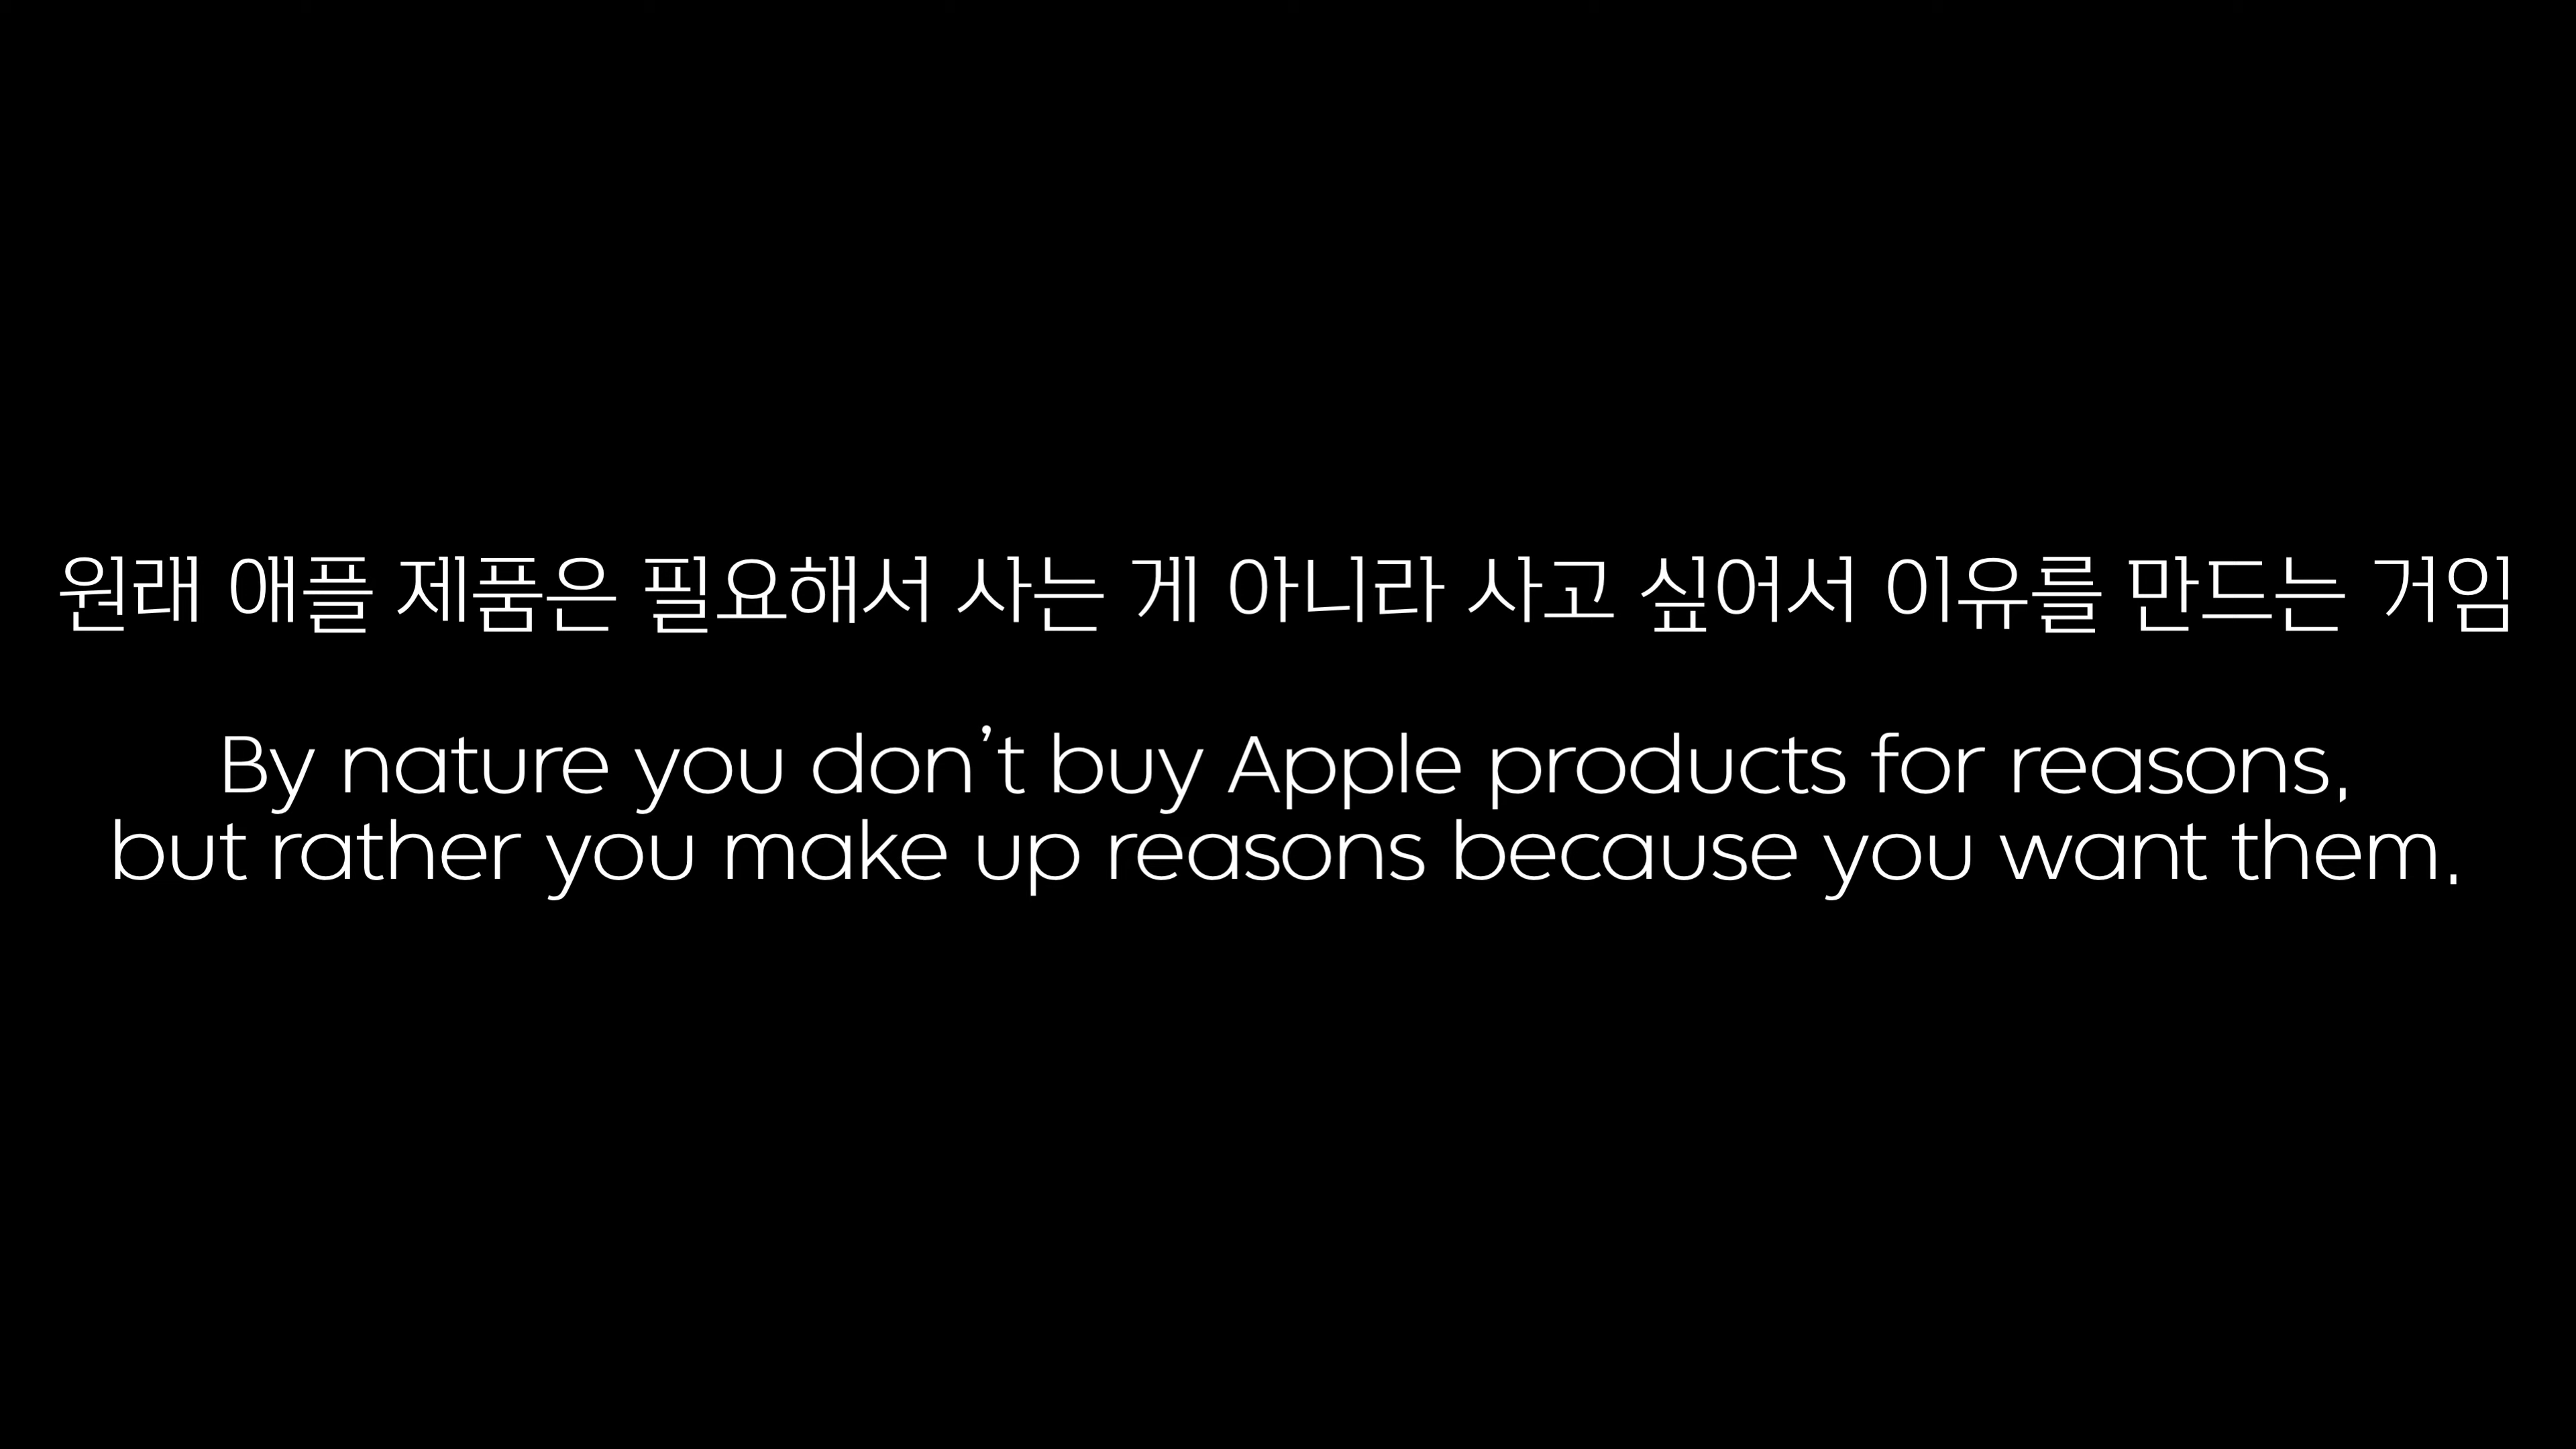 원래 애플 제품은 필요해서 사는 게 아니라 사고 싶어서 이유를 만드는 거임
By nature you don’t buy Apple products for reasons,
but rather you make up reasons because you want them.